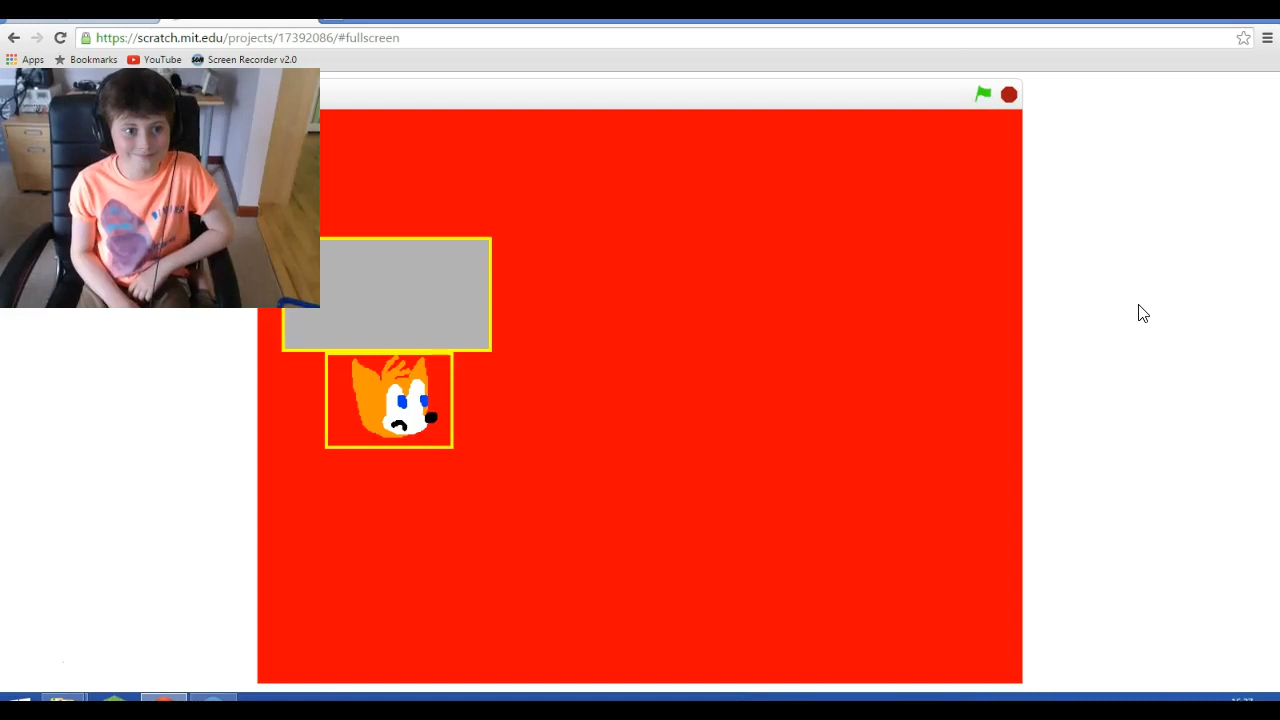 https://scratch.mit.edu/projects/17392086/#fullscreen
Apps Bookmarks YouTube Screen Recorder v2.0